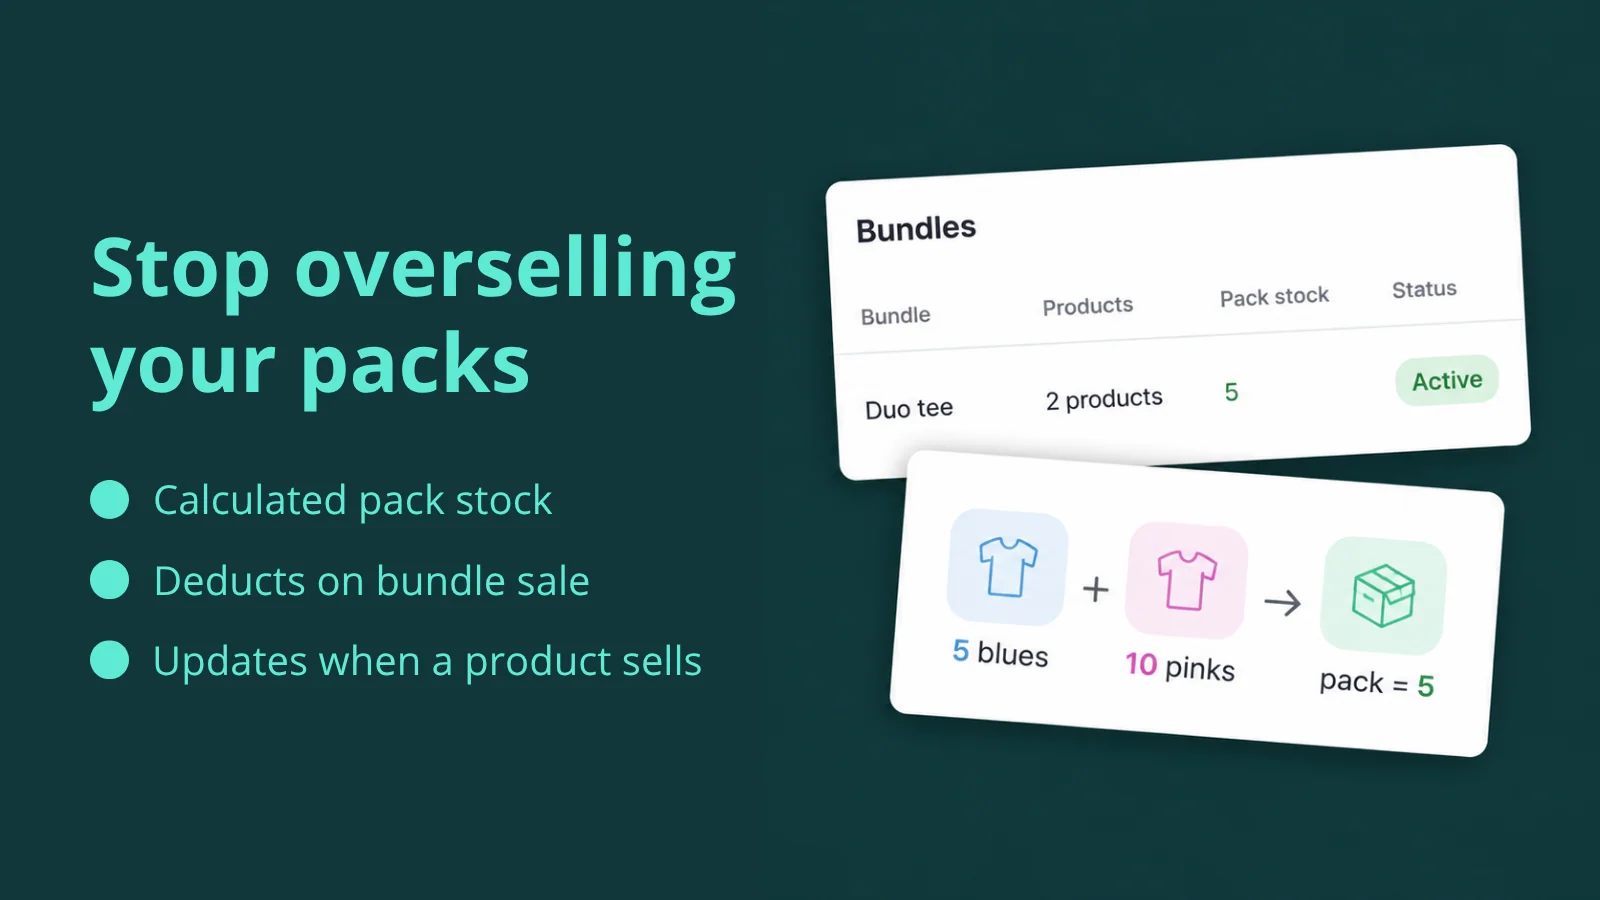 Stop overselling
your packs
Calculated pack stock
Deducts on bundle sale
Updates when a product sells
Bundles
Bundle Products Pack stock Status
Duo tee 2 products 5 Active
+ →
5 blues 10 pinks pack = 5